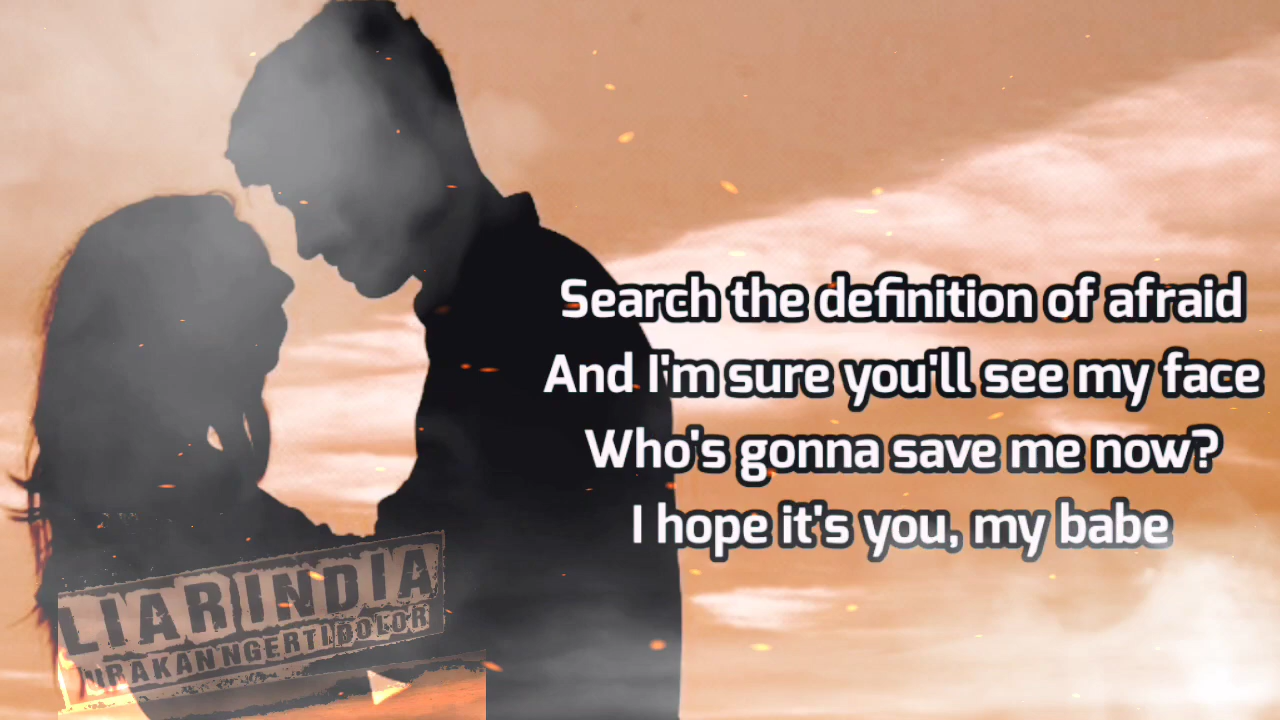 Search the definition of afraid
And I'm sure you'll see my face
Who's gonna save me now?
I hope it's you, my babe
LIARINDIA
URAKANNGERTIDOLOR